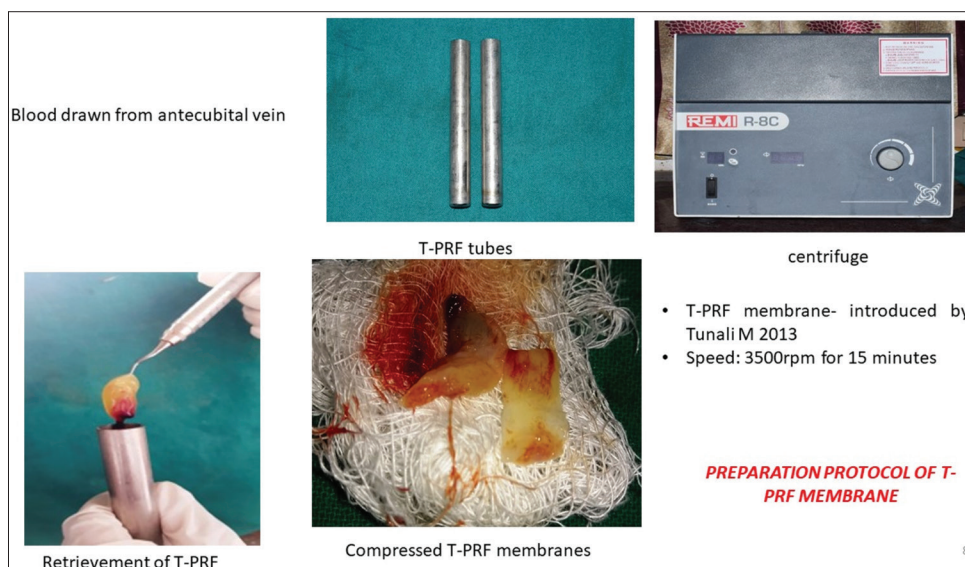 Blood drawn from antecubital vein
T-PRF tubes
WARNING
REMI R-8C
centrifuge
• T-PRF membrane- introduced by
Tunali M 2013
• Speed: 3500rpm for 15 minutes
PREPARATION PROTOCOL OF T-
PRF MEMBRANE
Retrievement of T-PRF
Compressed T-PRF membranes